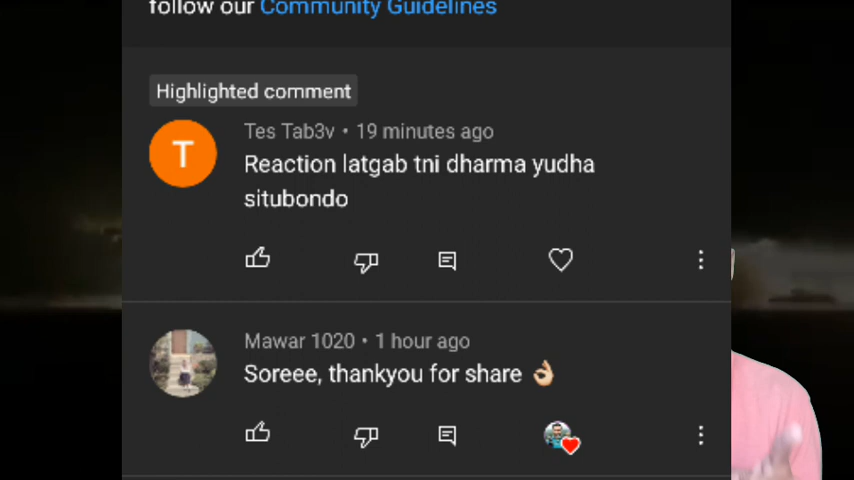 follow our Community Guidelines
Highlighted comment
T
Tes Tab3v • 19 minutes ago
Reaction latgab tni dharma yudha
situbondo
Mawar 1020 • 1 hour ago
Soreee, thankyou for share 👌🏼